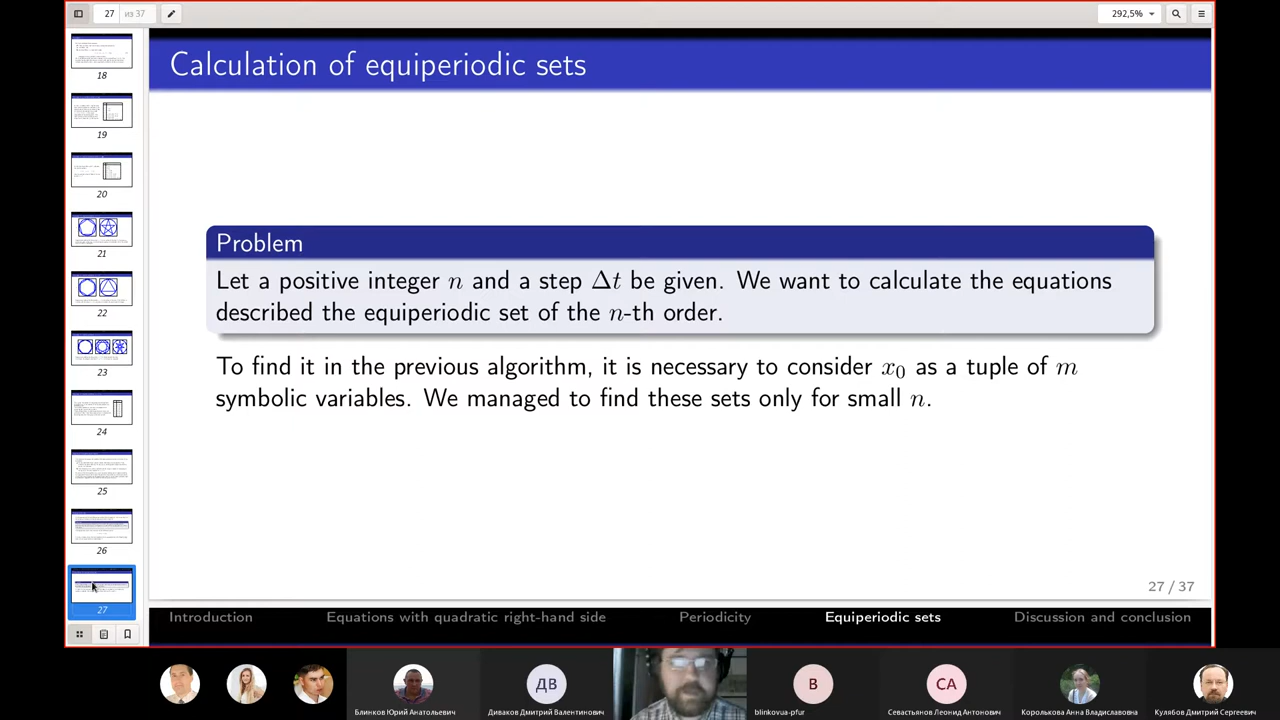 27 из 37 292,5%
Calculation of equiperiodic sets
Problem
Let a positive integer n and a step Δt be given. We want to calculate the equations
described the equiperiodic set of the n-th order.
To find it in the previous algorithm, it is necessary to consider x₀ as a tuple of m
symbolic variables. We managed to find these sets only for small n.
27 / 37
Introduction Equations with quadratic right-hand side Periodicity Equiperiodic sets Discussion and conclusion
18
19
20
21
22
23
24
25
26
27
ДВ В СА
Блинков Юрий Анатольевич Диваков Дмитрий Валентинович blinkovua-pfur Севастьянов Леонид Антонович Королькова Анна Владиславовна Кулябов Дмитрий Сергеевич